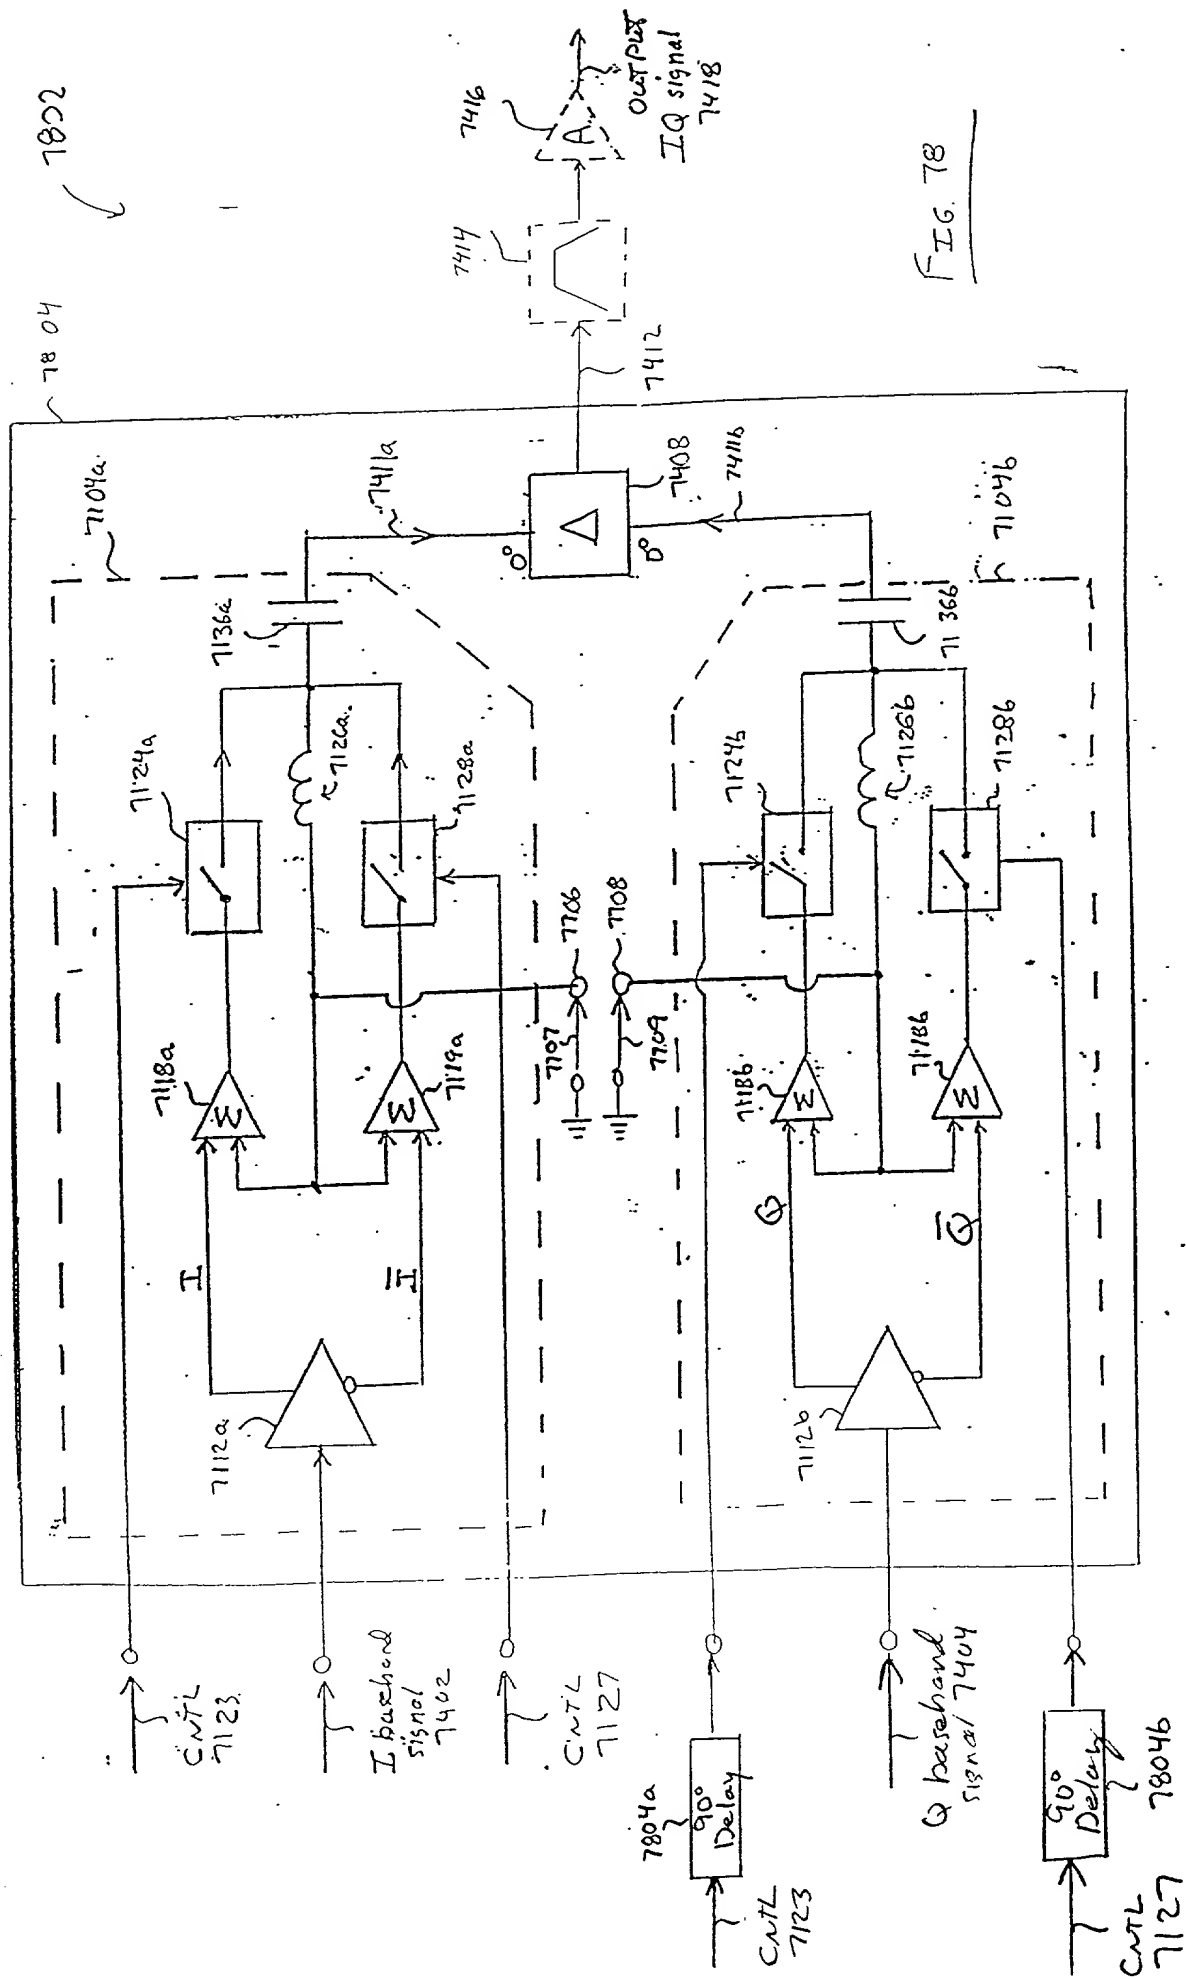 7802
7804
7104a
CNTL
7123
7118a
7124a
7136a
7411a
I
7112a
I baseband
signal
7402
7126a
Ī
7119a
7128a
CNTL
7127
7706
7707
7708
7709
0°
Δ
0°
7408
7412
7414
7416
A
OUTPUT
IQ signal
7418
7411b
7104b
7804a
90°
Delay
CNTL
7123
Q
7118b
Σ
7124b
7136b
7112b
Q baseband
signal 7404
7126b
Q̅
7118b
Σ
7128b
90°
Delay
7804b
CNTL
7127
Σ
Σ
FIG. 78